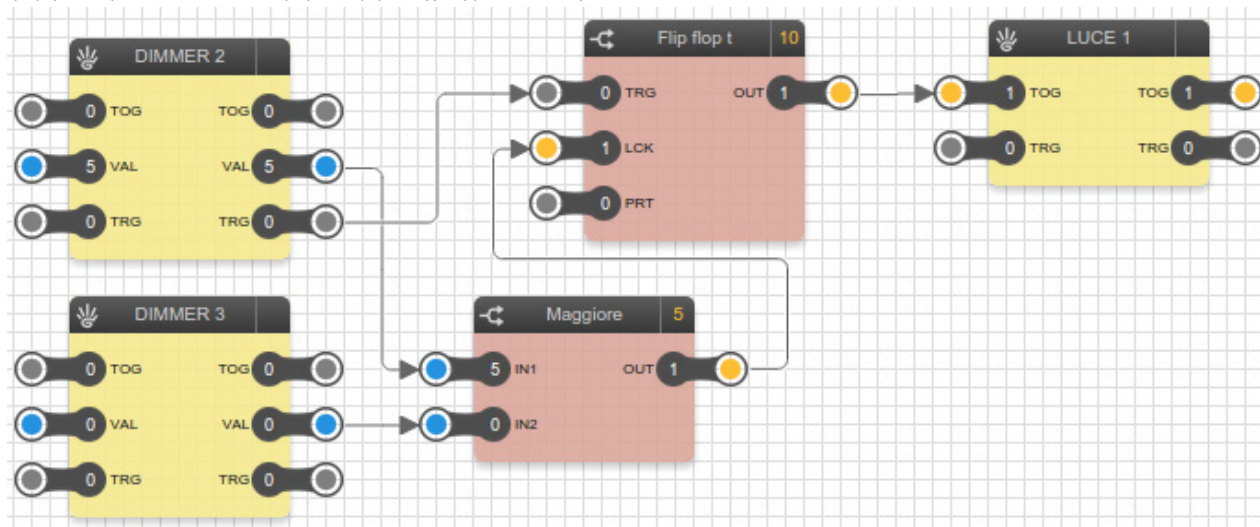 DIMMER 2
0 TOG TOG 0
5 VAL VAL 5
0 TRG TRG 0
Flip flop t 10
0 TRG OUT 1
1 LCK
0 PRT
LUCE 1
1 TOG TOG 1
0 TRG TRG 0
DIMMER 3
0 TOG TOG 0
0 VAL VAL 0
0 TRG TRG 0
Maggiore 5
5 IN1 OUT 1
0 IN2